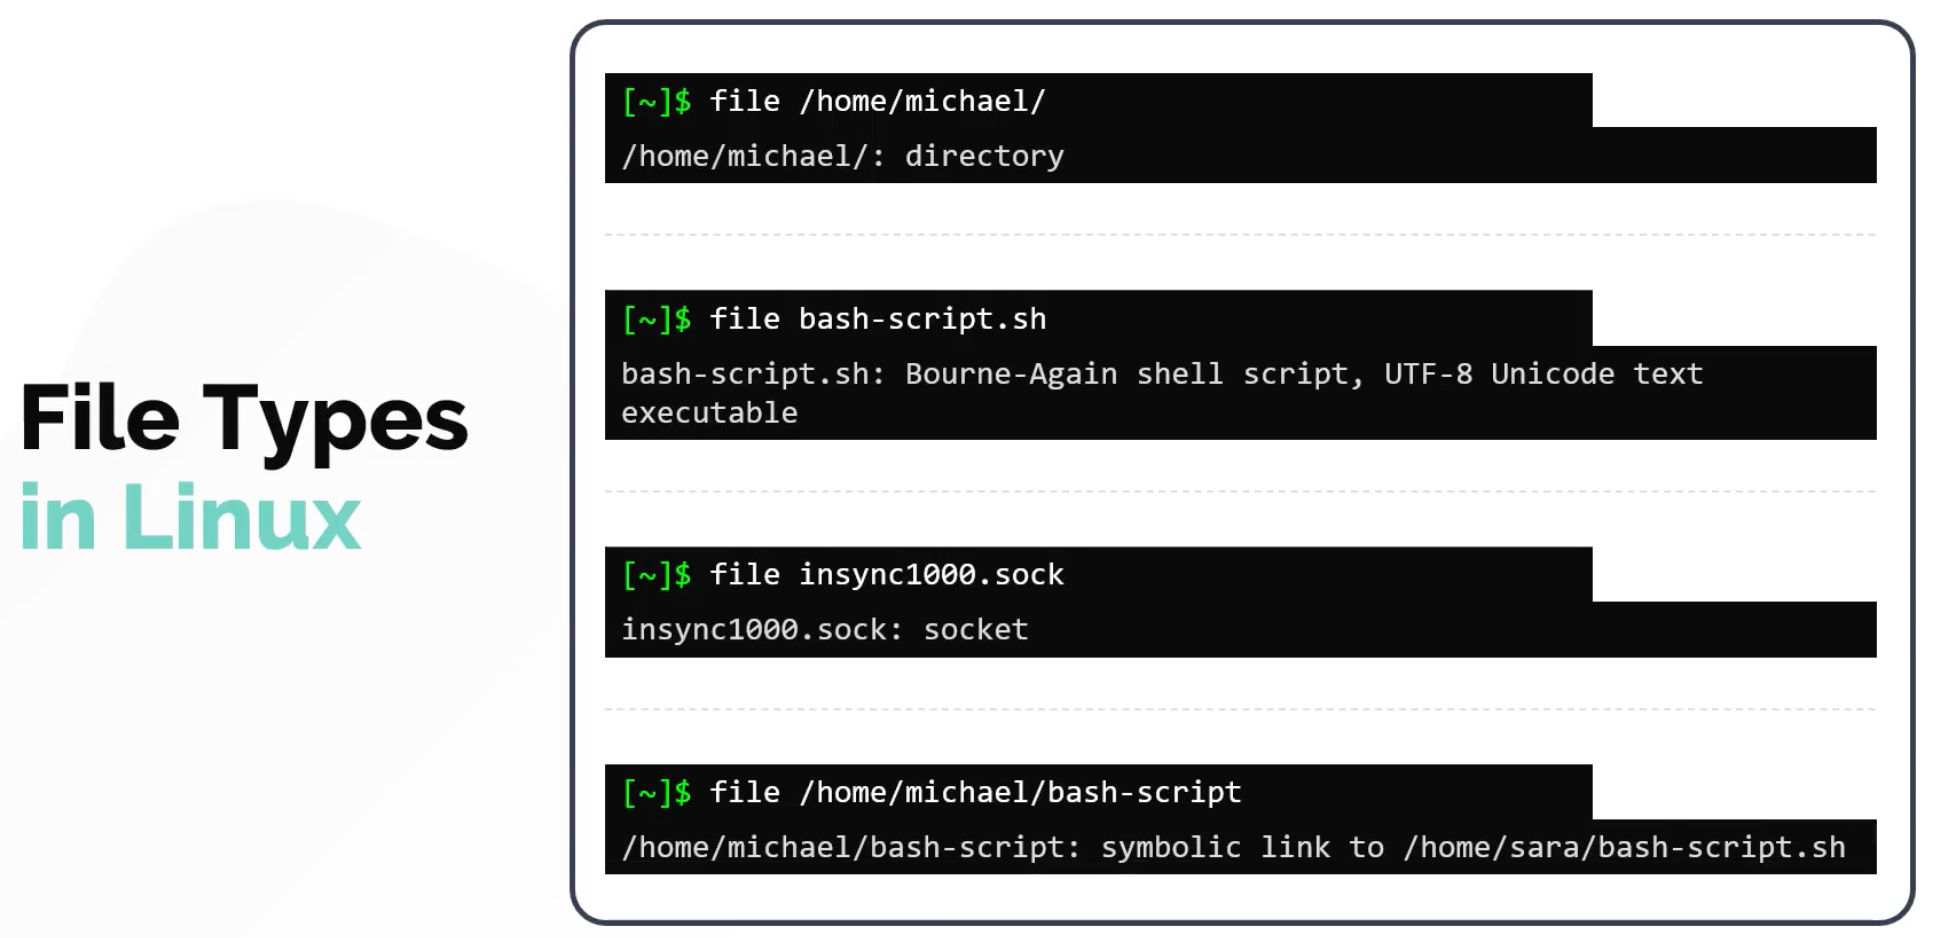 File Types
in Linux
[~]$ file /home/michael/
/home/michael/: directory
[~]$ file bash-script.sh
bash-script.sh: Bourne-Again shell script, UTF-8 Unicode text
executable
[~]$ file insync1000.sock
insync1000.sock: socket
[~]$ file /home/michael/bash-script
/home/michael/bash-script: symbolic link to /home/sara/bash-script.sh